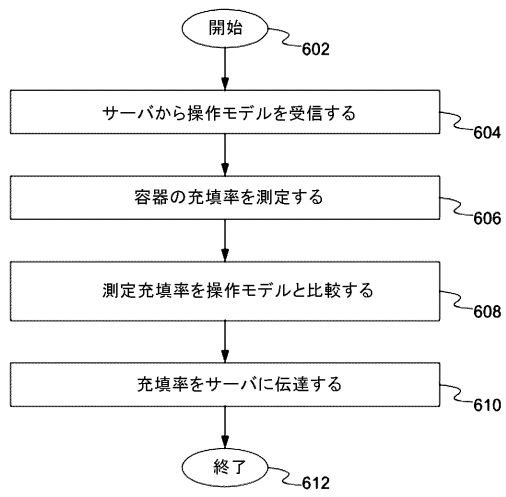 開始
602
サーバから操作モデルを受信する
604
容器の充填率を測定する
606
測定充填率を操作モデルと比較する
608
充填率をサーバに伝達する
610
終了
612